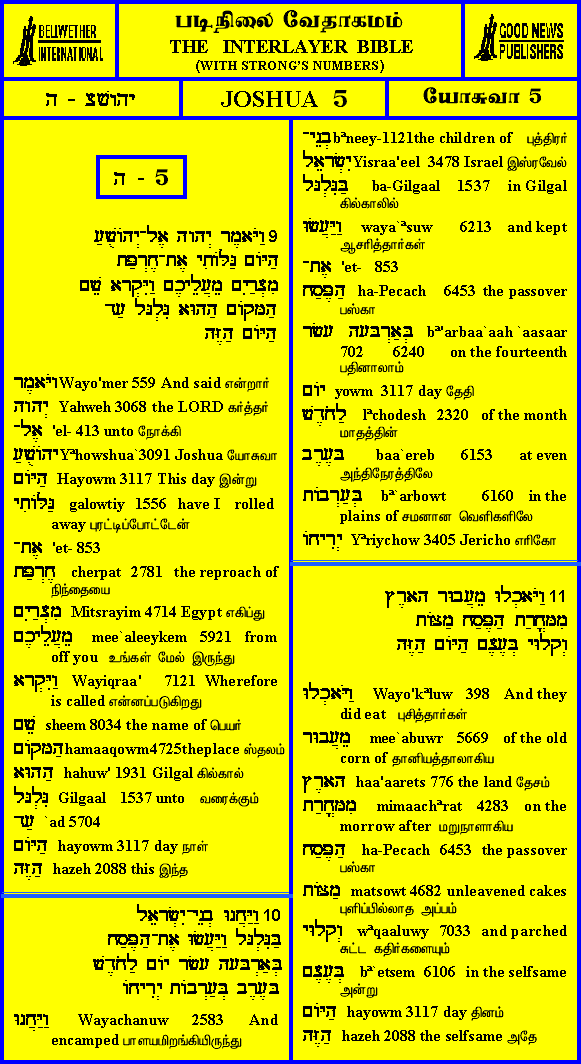 BELLWETHER
INTERNATIONAL
படிநிலை வேதாகமம்
THE INTERLAYER BIBLE
(WITH STRONG'S NUMBERS)
GOOD NEWS
PUBLISHERS
ה - יהושצ
JOSHUA 5
யோசுவா 5
ה - 5
9 וַיֹּאמֶר יְהוָה אֶל־יְהוֹשֻׁעַ
הַיּוֹם גַּלּוֹתִי אֶת־חֶרְפַּת
מִצְרַיִם מֵעֲלֵיכֶם וַיִּקְרָא שֵׁם
הַמָּקוֹם הַהוּא גִּלְגָּל עַד
הַיּוֹם הַזֶּה
וַיֹּאמֶר Wayo'mer 559 And said என்றார்
יְהוָה Yahweh 3068 the LORD கர்த்தர்
אֶל־ 'el- 413 unto நோக்கி
יְהוֹשֻׁעַ Yᵃhowshua`3091 Joshua யோசுவா
הַיּוֹם Hayowm 3117 This day இன்று
גַּלּוֹתִי galowtiy 1556 have I rolled
away புரட்டிப்போட்டேன்
אֶת־ 'et- 853
חֶרְפַּת cherpat 2781 the reproach of
நிந்தையை
מִצְרַיִם Mitsrayim 4714 Egypt எகிப்து
מֵעֲלֵיכֶם mee`aleeykem 5921 from
off you உங்கள் மேல் இருந்து
וַיִּקְרָא Wayiqraa' 7121 Wherefore
is called என்னப்படுகிறது
שֵׁם sheem 8034 the name of பெயர்
הַמָּקוֹם hamaaqowm4725theplace ஸ்தலம்
הַהוּא hahuw' 1931 Gilgal கில்கால்
גִּלְגָּל Gilgaal 1537 unto வரைக்கும்
עַד `ad 5704
הַיּוֹם hayowm 3117 day நாள்
הַזֶּה hazeh 2088 this இந்த
10 וַיַּחֲנוּ בְנֵי־יִשְׂרָאֵל
בַּגִּלְגָּל וַיַּעֲשׂוּ אֶת־הַפֶּסַח
בְּאַרְבָּעָה עָשָׂר יוֹם לַחֹדֶשׁ
בָּעֶרֶב בְּעַרְבוֹת יְרִיחוֹ
וַיַּחֲנוּ Wayachanuw 2583 And
encamped பாளயமிறங்கியிருந்து
בְנֵי־ bᵃneey-1121the children of புத்திரர்
יִשְׂרָאֵל Yisraa'eel 3478 Israel இஸ்ரவேல்
בַּגִּלְגָּל ba-Gilgaal 1537 in Gilgal
கில்காலில்
וַיַּעֲשׂוּ waya`ᵃsuw 6213 and kept
ஆசரித்தார்கள்
אֶת־ 'et- 853
הַפֶּסַח ha-Pecach 6453 the passover
பஸ்கா
בְּאַרְבָּעָה עָשָׂר bᵃ'arbaa`aah `aasaar
702 6240 on the fourteenth
பதினாலாம்
יוֹם yowm 3117 day தேதி
לַחֹדֶשׁ lᵃchodesh 2320 of the month
மாதத்தின்
בָּעֶרֶב baa`ereb 6153 at even
அந்திநேரத்திலே
בְּעַרְבוֹת bᵃ`arbowt 6160 in the
plains of சமனான வெளிகளிலே
יְרִיחוֹ Yᵃriychow 3405 Jericho எரிகோ
11 וַיֹּאכְלוּ מֵעֲבוּר הָאָרֶץ
מִמָּחֳרַת הַפֶּסַח מַצּוֹת
וְקָלוּי בְּעֶצֶם הַיּוֹם הַזֶּה
וַיֹּאכְלוּ Wayo'kᵃluw 398 And they
did eat புசித்தார்கள்
מֵעֲבוּר mee`abuwr 5669 of the old
corn of தானியத்தாலாகிய
הָאָרֶץ haa'aarets 776 the land தேசம்
מִמָּחֳרַת mimaachᵃrat 4283 on the
morrow after மறுநாளாகிய
הַפֶּסַח ha-Pecach 6453 the passover
பஸ்கா
מַצּוֹת matsowt 4682 unleavened cakes
புளிப்பில்லாத அப்பம்
וְקָלוּי wᵃqaaluwy 7033 and parched
சுட்ட கதிர்களையும்
בְּעֶצֶם bᵃ`etsem 6106 in the selfsame
அன்று
הַיּוֹם hayowm 3117 day தினம்
הַזֶּה hazeh 2088 the selfsame அதே